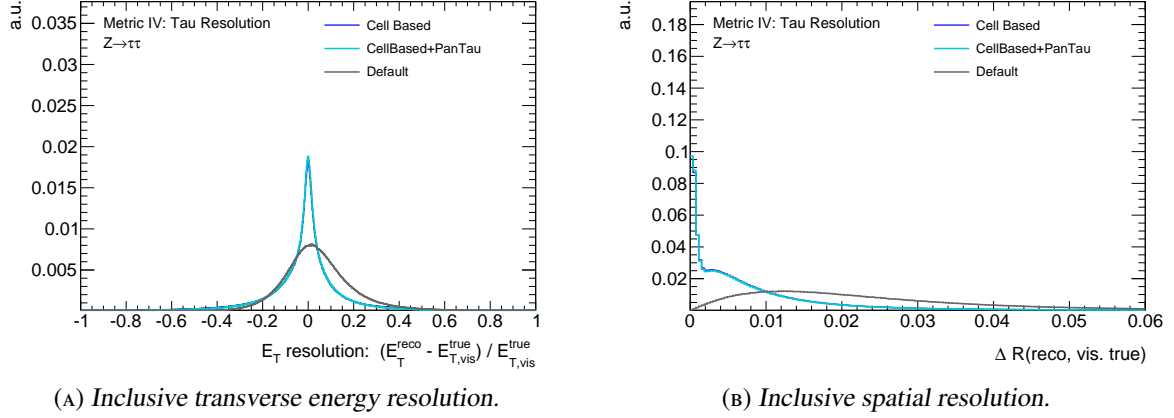 a.u.
Metric IV: Tau Resolution
Z→ττ
Cell Based
CellBased+PanTau
Default
0.035
0.03
0.025
0.02
0.015
0.01
0.005
-1 -0.8 -0.6 -0.4 -0.2 0 0.2 0.4 0.6 0.8 1
E_T resolution: (E_T^reco - E_T,vis^true) / E_T,vis^true
(A) Inclusive transverse energy resolution.
a.u.
Metric IV: Tau Resolution
Z→ττ
Cell Based
CellBased+PanTau
Default
0.18
0.16
0.14
0.12
0.1
0.08
0.06
0.04
0.02
0 0.01 0.02 0.03 0.04 0.05 0.06
Δ R(reco, vis. true)
(B) Inclusive spatial resolution.